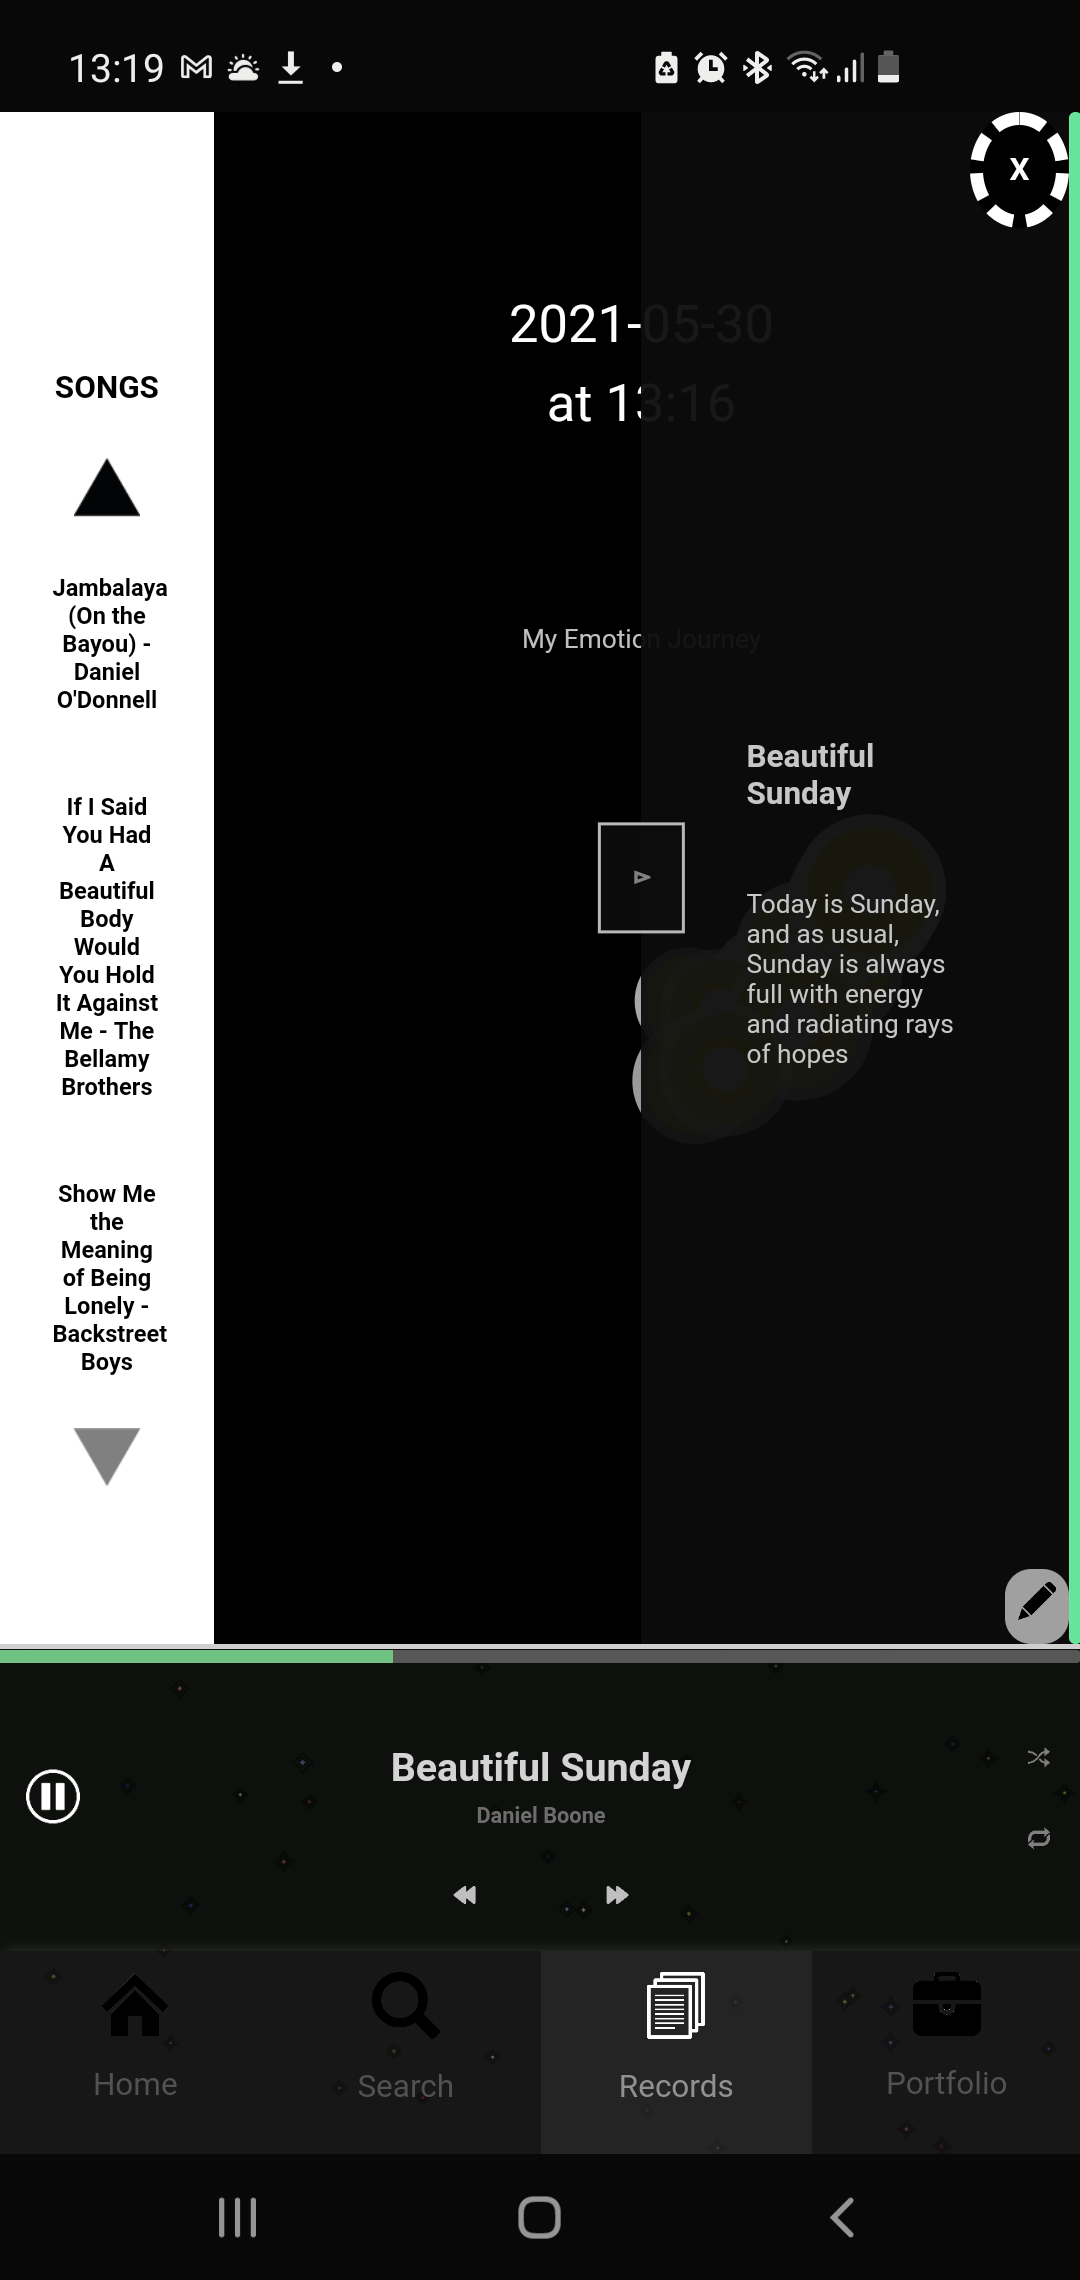 13:19
X
2021-05-30
at 13:16
SONGS
My Emotion Journey
Jambalaya
(On the
Bayou) -
Daniel
O'Donnell
If I Said
You Had
A
Beautiful
Body
Would
You Hold
It Against
Me - The
Bellamy
Brothers
Show Me
the
Meaning
of Being
Lonely -
Backstreet
Boys
Beautiful
Sunday
Today is Sunday,
and as usual,
Sunday is always
full with energy
and radiating rays
of hopes
Beautiful Sunday
Daniel Boone
Home
Search
Records
Portfolio